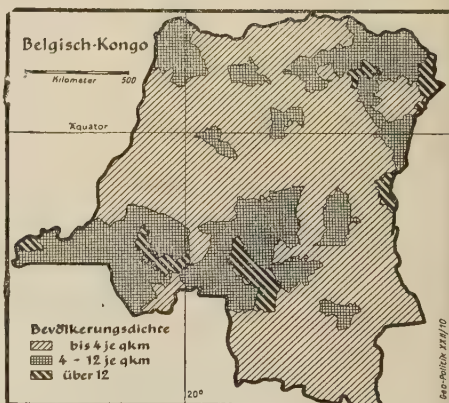 Belgisch-Kongo
Kilometer 500
Äquator
Bevölkerungsdichte
bis 4 je qkm
4 - 12 je qkm
über 12
20°
Geo-Politik XXII/10